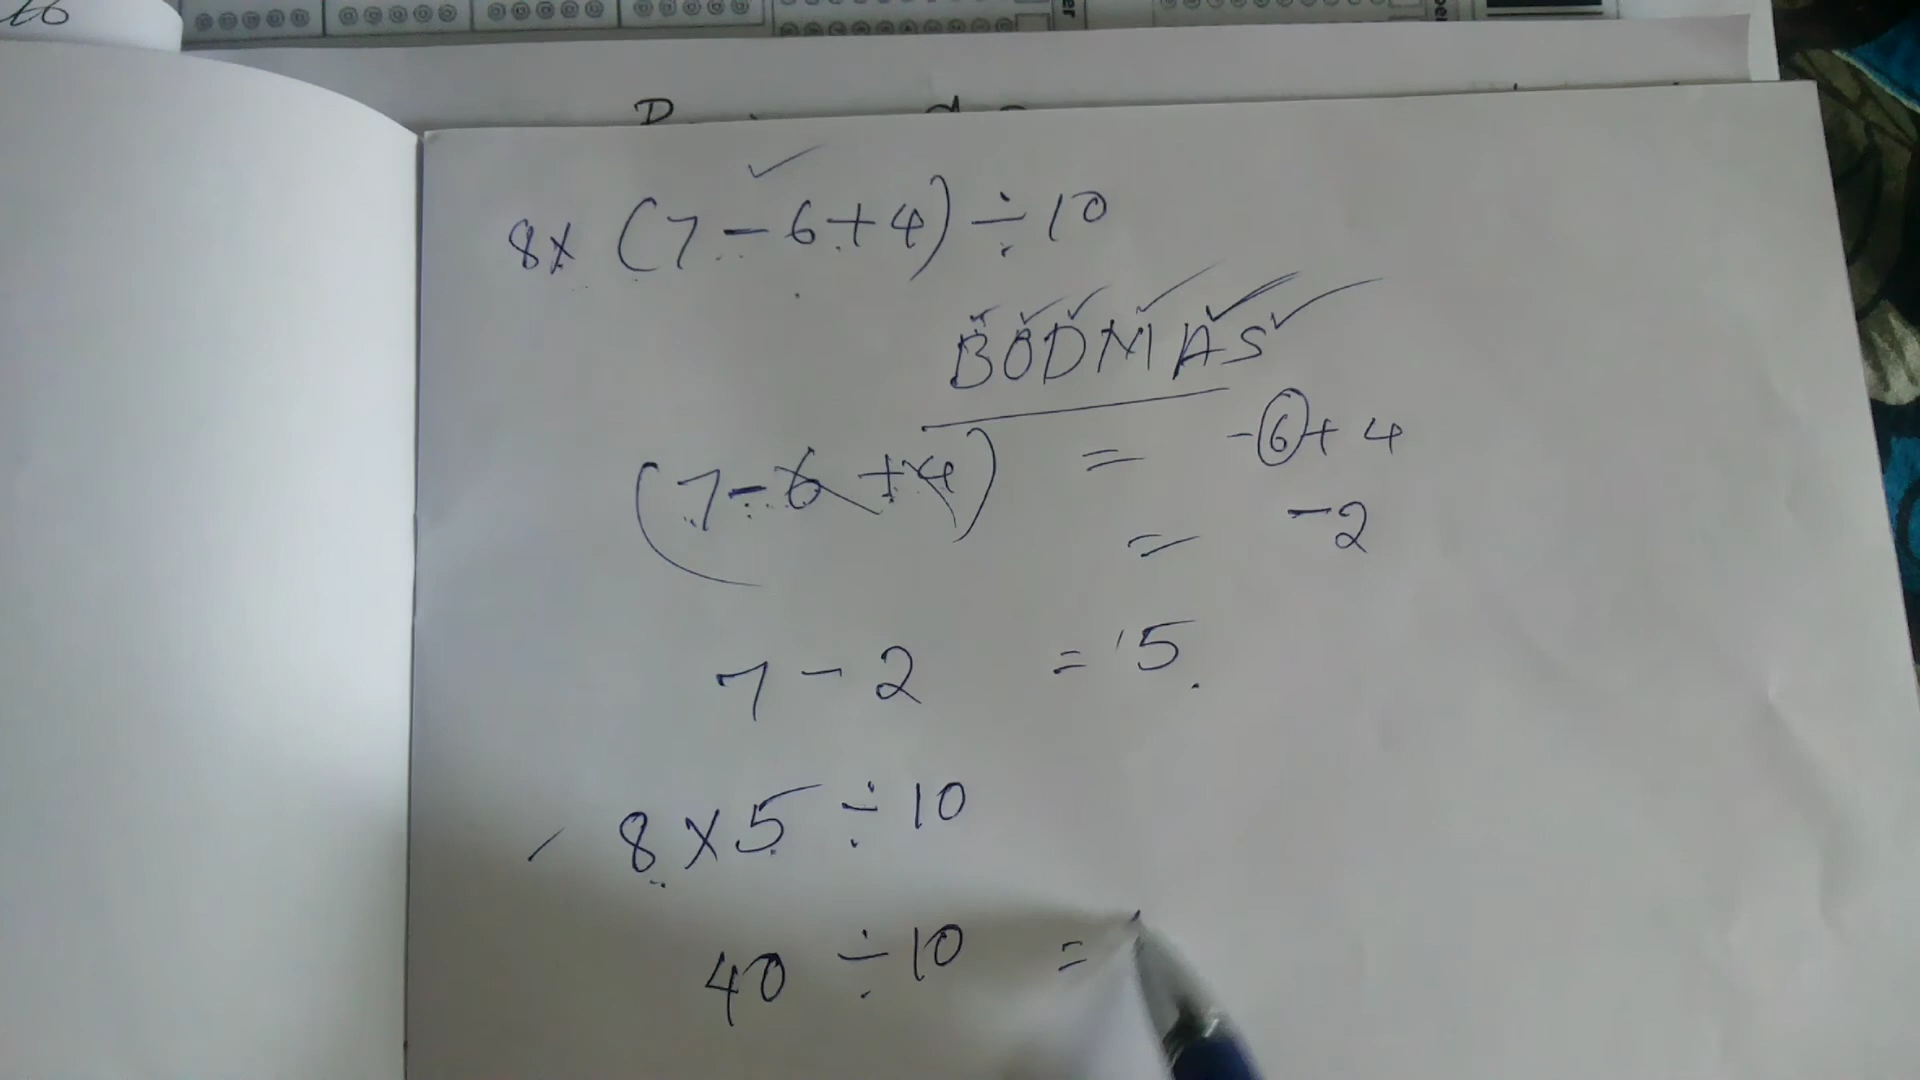 8× (7 − 6 + 4) ÷ 10
BODMAS
(7 − 6 + 4) = −6 + 4
= −2
7 − 2 = 5
8 × 5 ÷ 10
40 ÷ 10 =